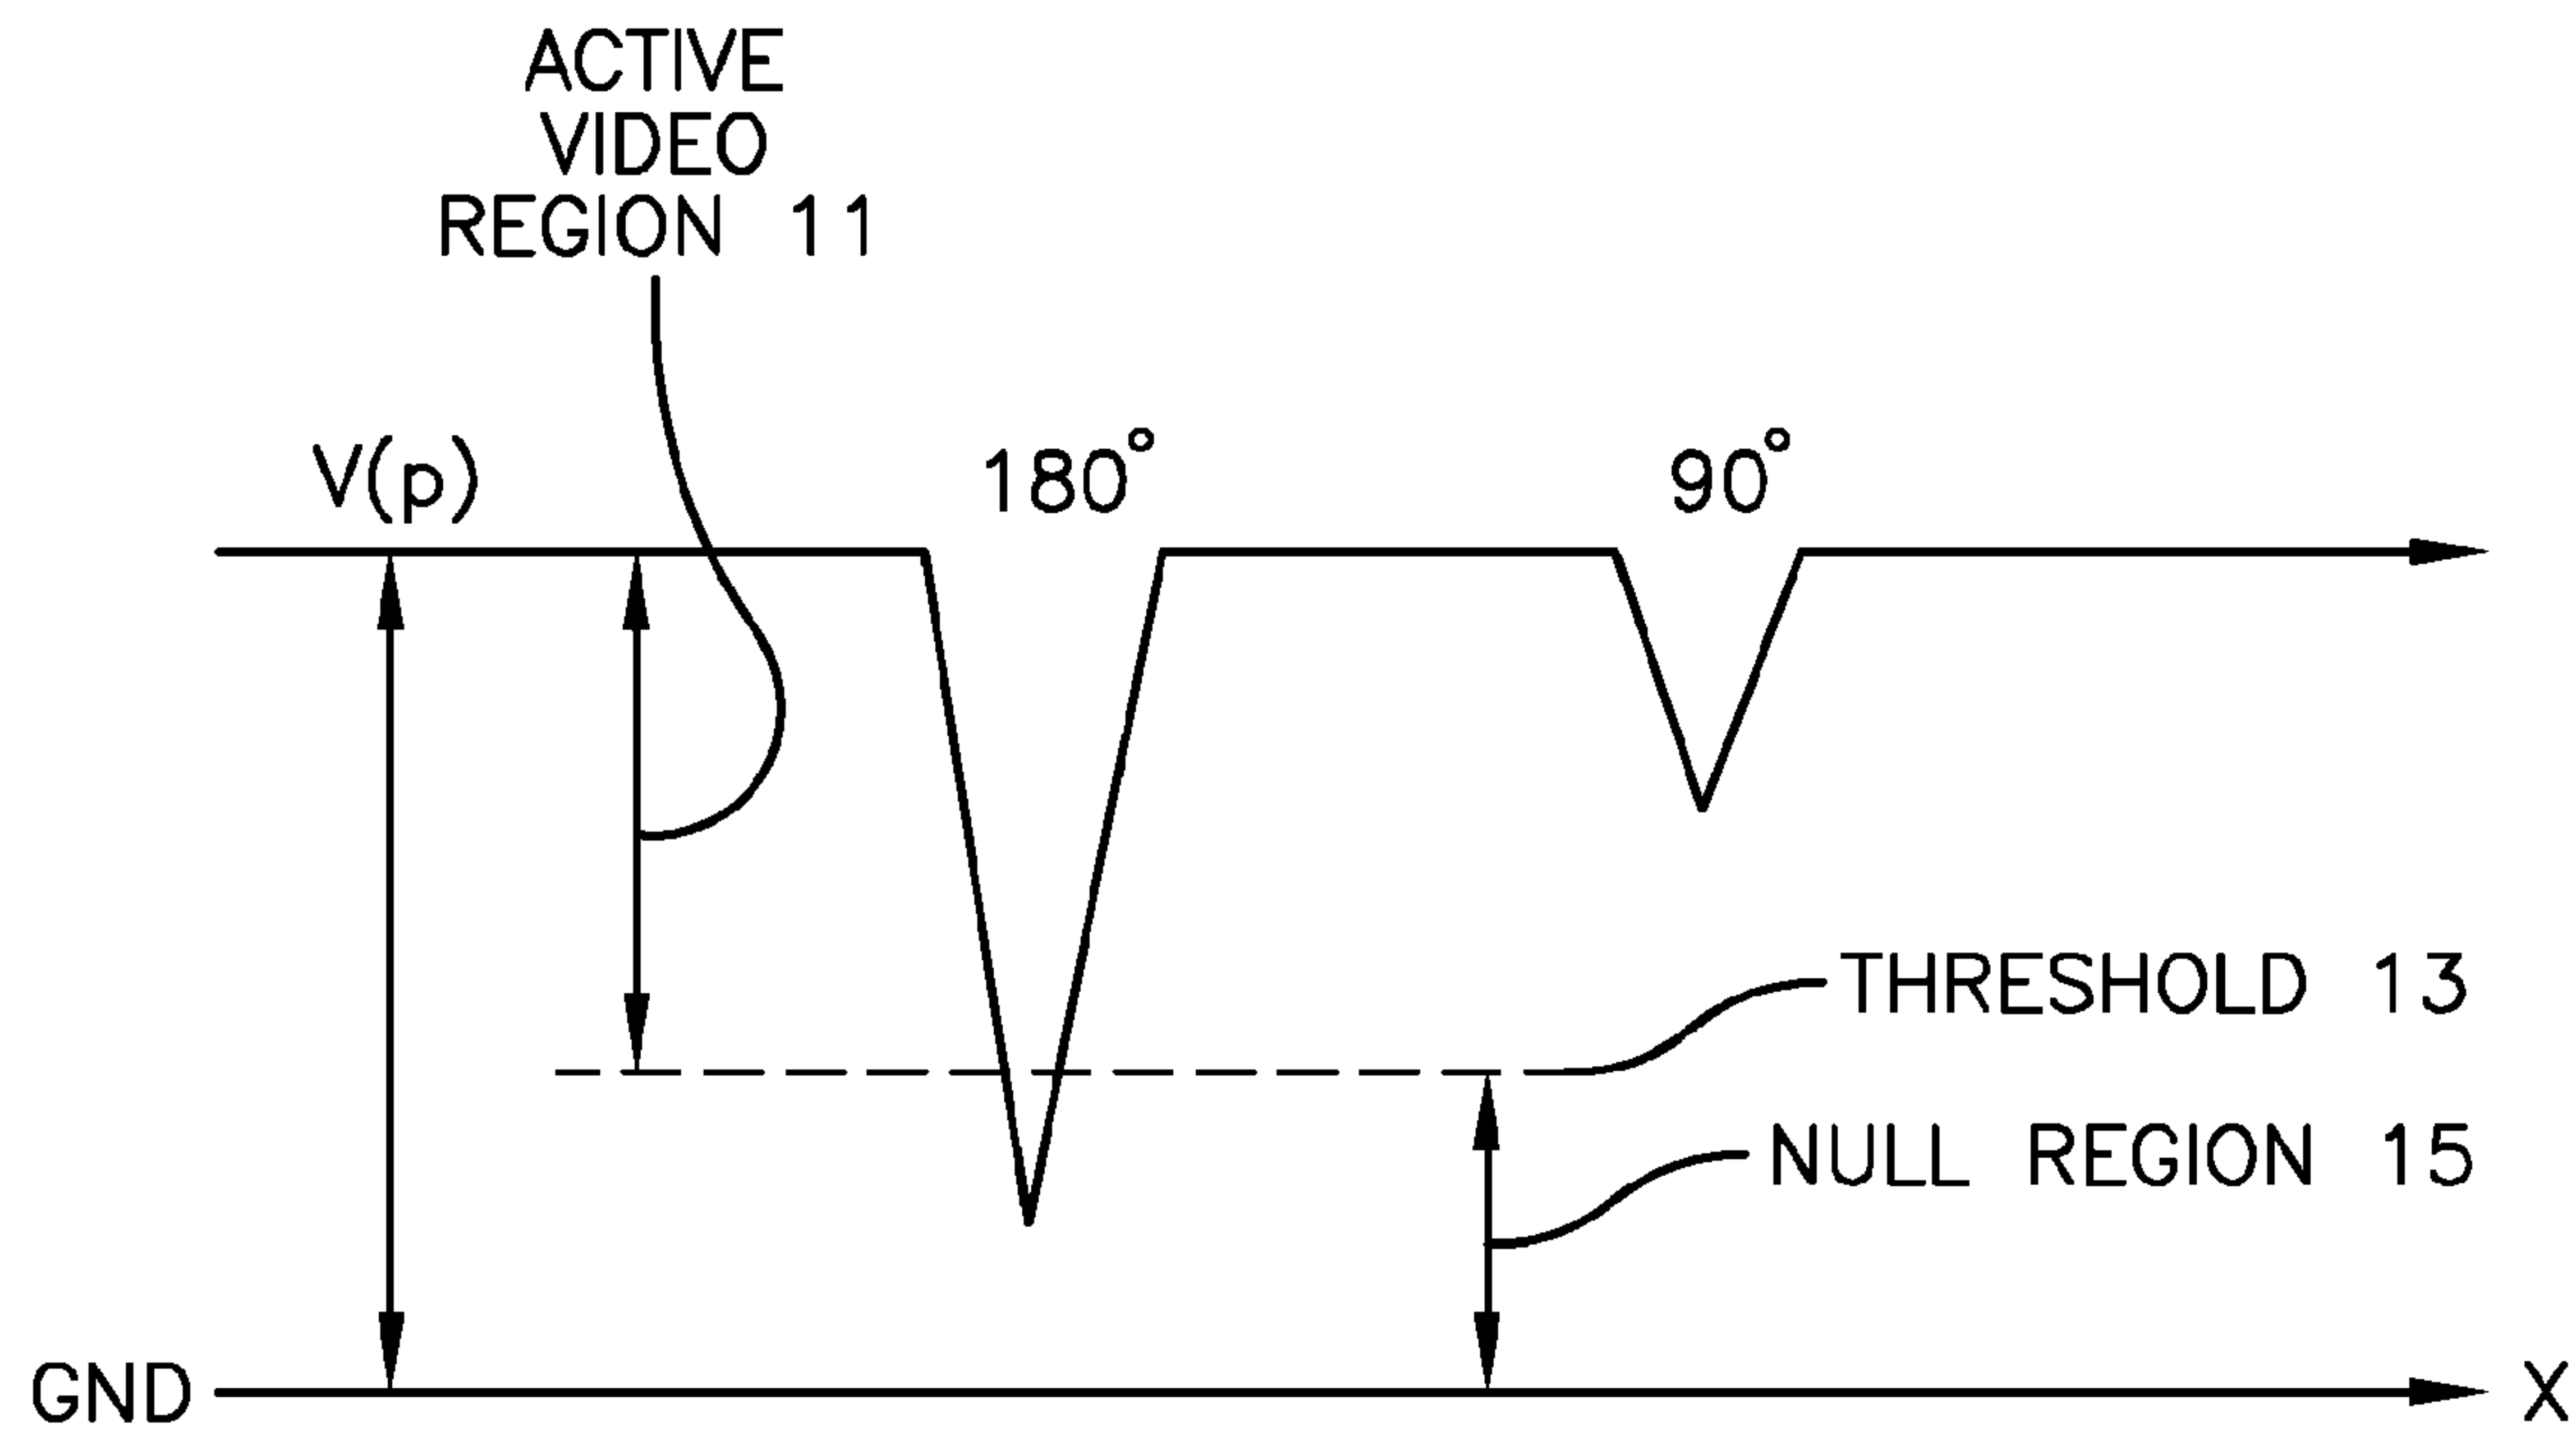 ACTIVE
VIDEO
REGION 11
V(p)
180°
90°
THRESHOLD 13
NULL REGION 15
GND
X